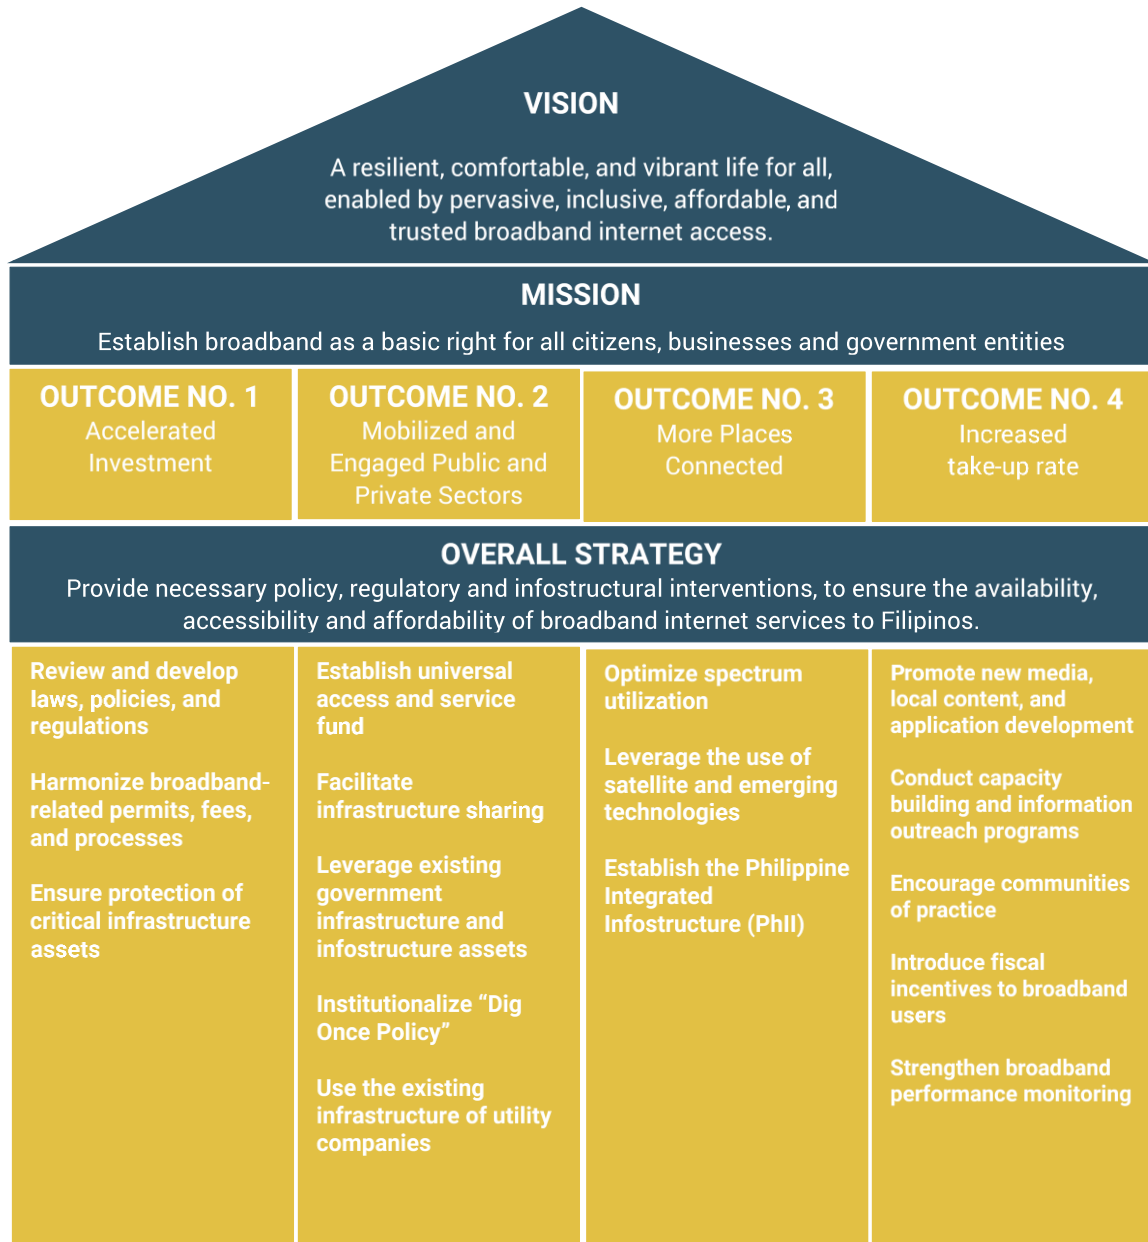 VISION
A resilient, comfortable, and vibrant life for all,
enabled by pervasive, inclusive, affordable, and
trusted broadband internet access.
MISSION
Establish broadband as a basic right for all citizens, businesses and government entities
OUTCOME NO. 1
Accelerated
Investment
OUTCOME NO. 2
Mobilized and
Engaged Public and
Private Sectors
OUTCOME NO. 3
More Places
Connected
OUTCOME NO. 4
Increased
take-up rate
OVERALL STRATEGY
Provide necessary policy, regulatory and infostructural interventions, to ensure the availability,
accessibility and affordability of broadband internet services to Filipinos.
Review and develop
laws, policies, and
regulations
Harmonize broadband-
related permits, fees,
and processes
Ensure protection of
critical infrastructure
assets
Establish universal
access and service
fund
Facilitate
infrastructure sharing
Leverage existing
government
infrastructure and
infostructure assets
Institutionalize “Dig
Once Policy”
Use the existing
infrastructure of utility
companies
Optimize spectrum
utilization
Leverage the use of
satellite and emerging
technologies
Establish the Philippine
Integrated
Infostructure (PhII)
Promote new media,
local content, and
application development
Conduct capacity
building and information
outreach programs
Encourage communities
of practice
Introduce fiscal
incentives to broadband
users
Strengthen broadband
performance monitoring